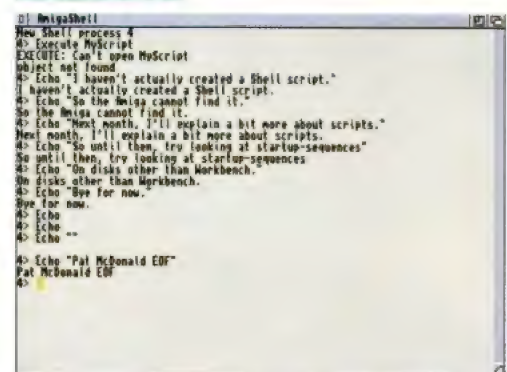 AmigaShell
New Shell process 4
4> Execute MyScript
EXECUTE: Can't open MyScript
object not found
4> Echo "I haven't actually created a Shell script."
I haven't actually created a Shell script.
4> Echo "So the Amiga cannot find it."
So the Amiga cannot find it.
4> Echo "Next month, I'll explain a bit more about scripts."
Next month, I'll explain a bit more about scripts.
4> Echo "So until then, try looking at startup-sequences"
So until then, try looking at startup-sequences
4> Echo "On disks other than Workbench."
On disks other than Workbench.
4> Echo "Bye for now."
Bye for now.
4> Echo
4> Echo
4> Echo ""
4> Echo "Pat McDonald EOF"
Pat McDonald EOF
4>